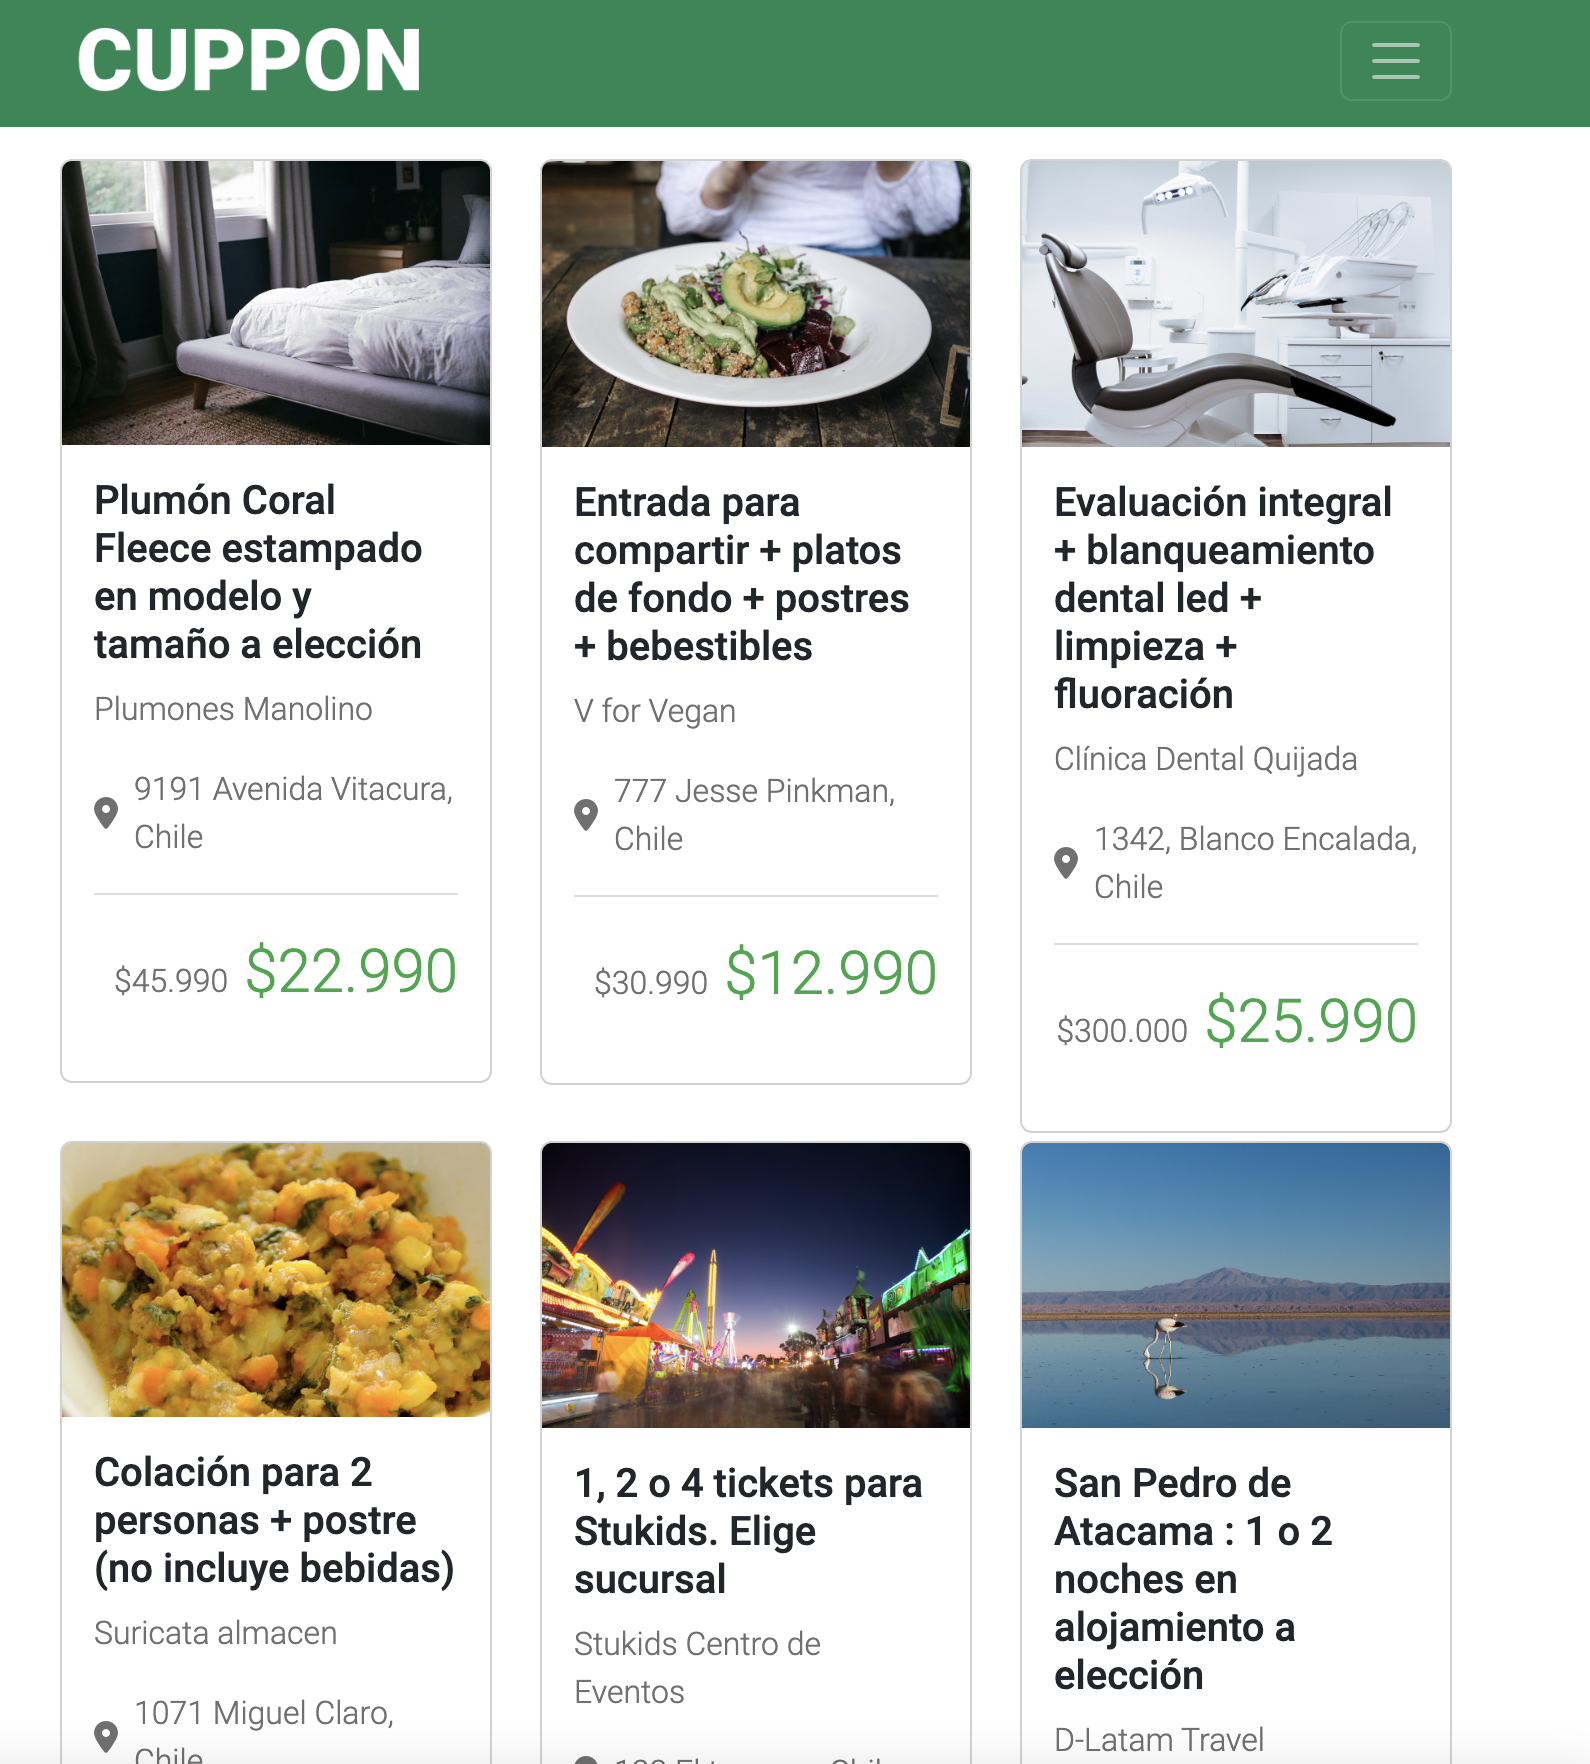 CUPPON
Plumón Coral
Fleece estampado
en modelo y
tamaño a elección
Plumones Manolino
9191 Avenida Vitacura,
Chile
$45.990 $22.990
Entrada para
compartir + platos
de fondo + postres
+ bebestibles
V for Vegan
777 Jesse Pinkman,
Chile
$30.990 $12.990
Evaluación integral
+ blanqueamiento
dental led +
limpieza +
fluoración
Clínica Dental Quijada
1342, Blanco Encalada,
Chile
$300.000 $25.990
Colación para 2
personas + postre
(no incluye bebidas)
Suricata almacen
1071 Miguel Claro,
Chile
1, 2 o 4 tickets para
Stukids. Elige
sucursal
Stukids Centro de
Eventos
San Pedro de
Atacama : 1 o 2
noches en
alojamiento a
elección
D-Latam Travel